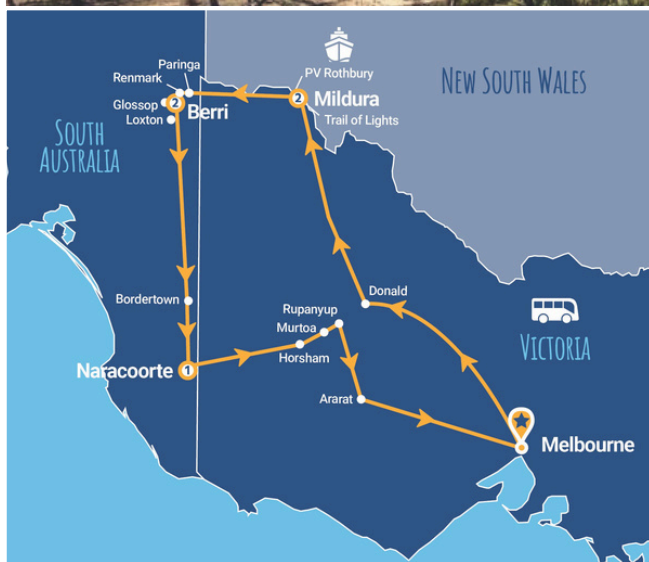 PV Rothbury
NEW SOUTH WALES
Paringa
Renmark
2
Mildura
Glossop
2
Berri
Loxton
Trail of Lights
SOUTH
AUSTRALIA
Donald
Bordertown
Rupanyup
Murtoa
Horsham
VICTORIA
Naracoorte
1
Ararat
Melbourne